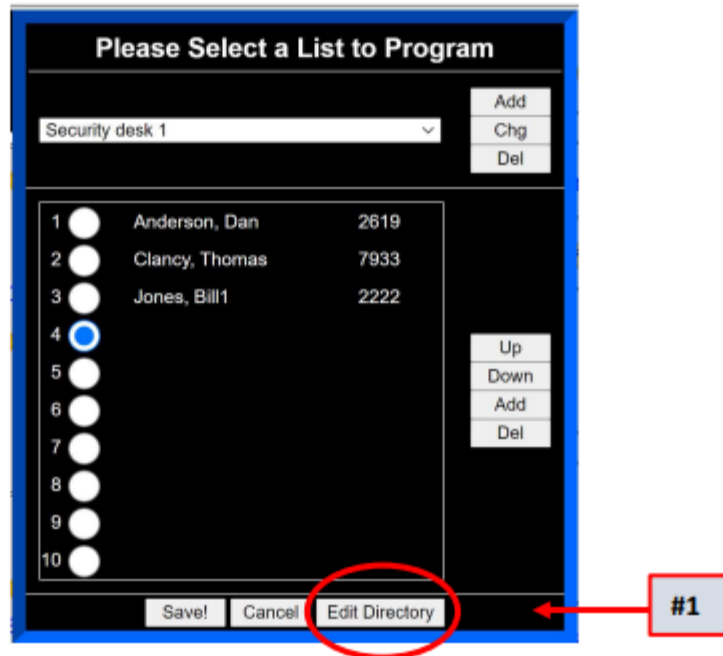 Please Select a List to Program
Security desk 1
Add
Chg
Del
1 Anderson, Dan 2619
2 Clancy, Thomas 7933
3 Jones, Bill1 2222
4
5
6
7
8
9
10
Up
Down
Add
Del
Save! Cancel Edit Directory
#1